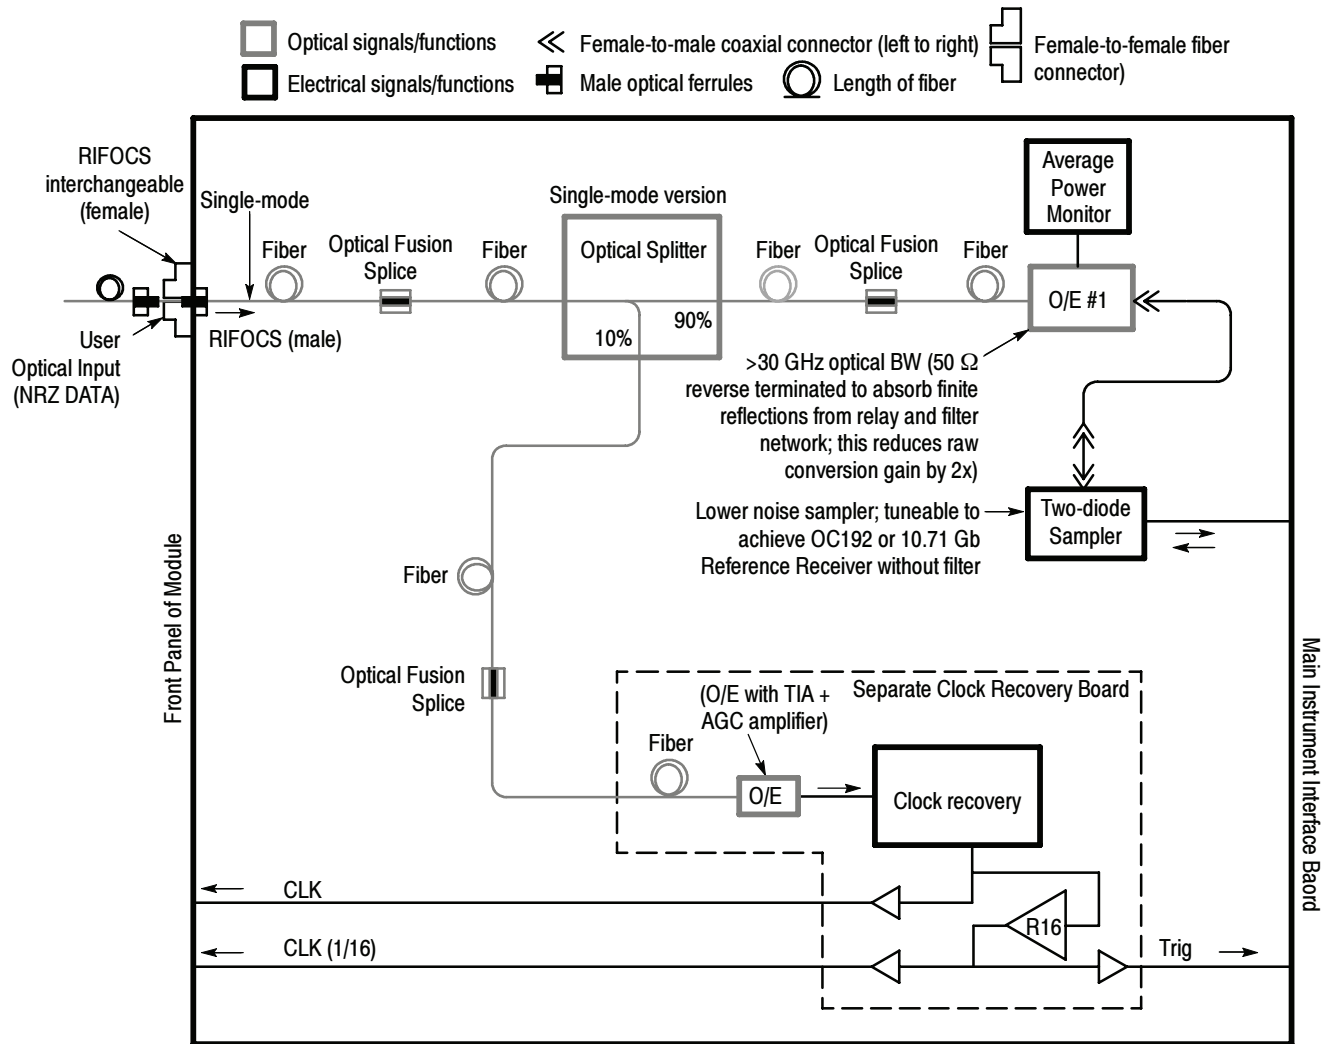 Optical signals/functions
Female-to-male coaxial connector (left to right)
Female-to-female fiber
connector)
Electrical signals/functions
Male optical ferrules
Length of fiber
RIFOCS
interchangeable
(female)
Single-mode
Fiber
Optical Fusion
Splice
Fiber
Single-mode version
Optical Splitter
90%
10%
Fiber
Optical Fusion
Splice
Fiber
Average
Power
Monitor
O/E #1
User
Optical Input
(NRZ DATA)
RIFOCS (male)
>30 GHz optical BW (50 Ω
reverse terminated to absorb finite
reflections from relay and filter
network; this reduces raw
conversion gain by 2x)
Lower noise sampler; tuneable to
achieve OC192 or 10.71 Gb
Reference Receiver without filter
Two-diode
Sampler
Front Panel of Module
Fiber
Optical Fusion
Splice
Main Instrument Interface Baord
(O/E with TIA +
AGC amplifier)
Separate Clock Recovery Board
Fiber
O/E
Clock recovery
CLK
R16
CLK (1/16)
Trig